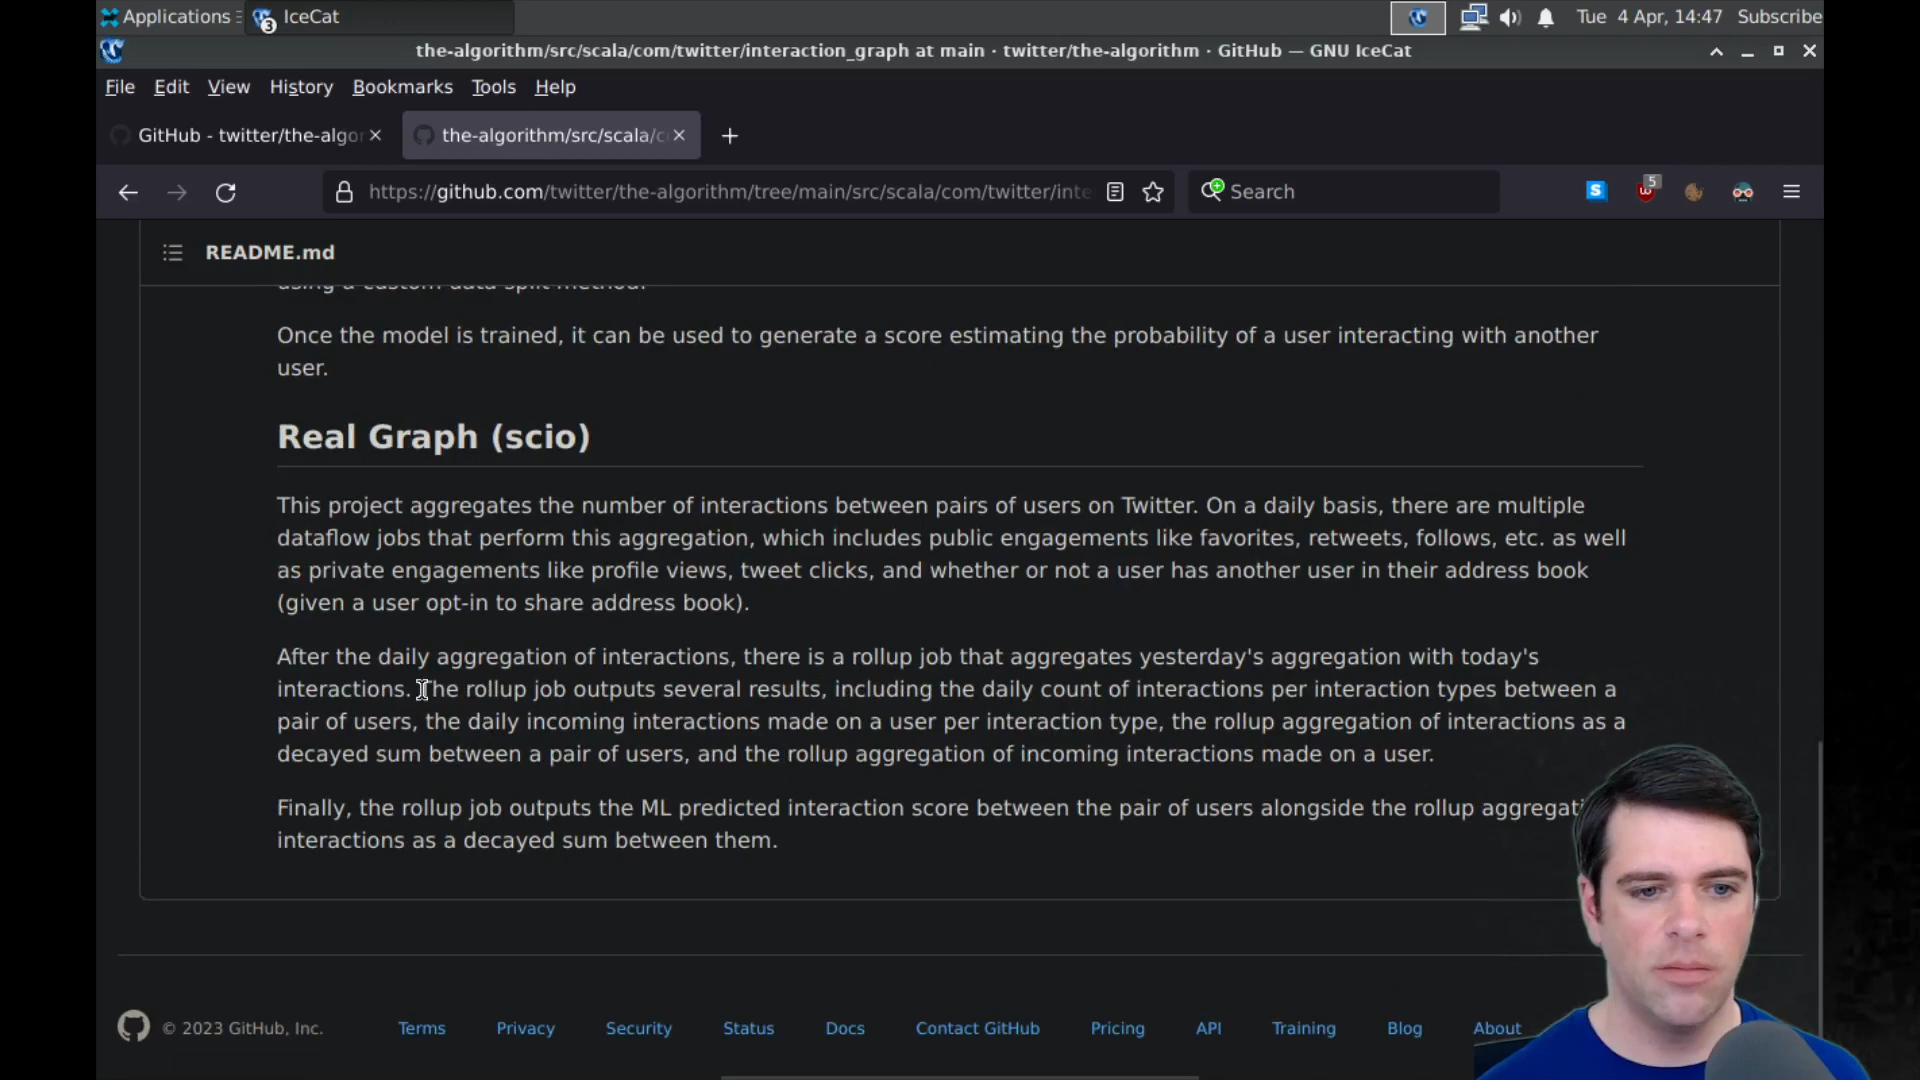 Applications
3
IceCat
Tue 4 Apr, 14:47
Subscribe
the-algorithm/src/scala/com/twitter/interaction_graph at main · twitter/the-algorithm · GitHub — GNU IceCat
File Edit View History Bookmarks Tools Help
GitHub - twitter/the-algo
the-algorithm/src/scala/c
https://github.com/twitter/the-algorithm/tree/main/src/scala/com/twitter/inte
Search
S
5
README.md
using a custom data split method.
Once the model is trained, it can be used to generate a score estimating the probability of a user interacting with another
user.
Real Graph (scio)
This project aggregates the number of interactions between pairs of users on Twitter. On a daily basis, there are multiple
dataflow jobs that perform this aggregation, which includes public engagements like favorites, retweets, follows, etc. as well
as private engagements like profile views, tweet clicks, and whether or not a user has another user in their address book
(given a user opt-in to share address book).
After the daily aggregation of interactions, there is a rollup job that aggregates yesterday's aggregation with today's
interactions. The rollup job outputs several results, including the daily count of interactions per interaction types between a
pair of users, the daily incoming interactions made on a user per interaction type, the rollup aggregation of interactions as a
decayed sum between a pair of users, and the rollup aggregation of incoming interactions made on a user.
Finally, the rollup job outputs the ML predicted interaction score between the pair of users alongside the rollup aggregati
interactions as a decayed sum between them.
© 2023 GitHub, Inc.
Terms
Privacy
Security
Status
Docs
Contact GitHub
Pricing
API
Training
Blog
About